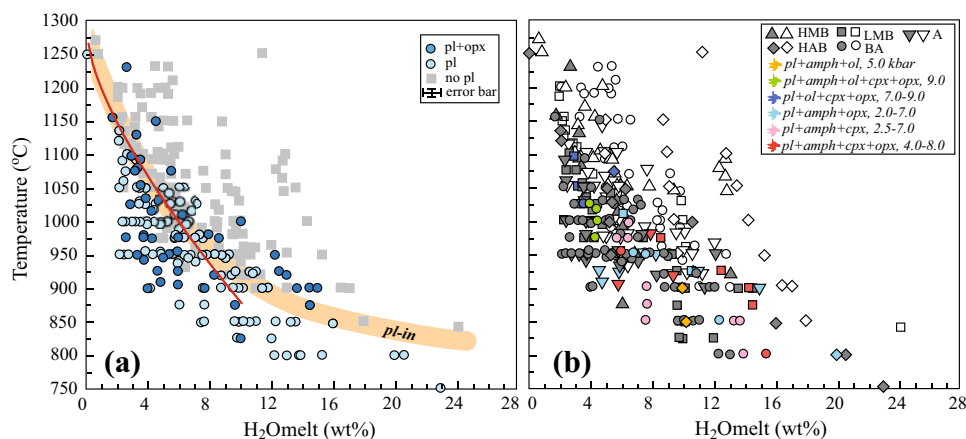 1300
1250
1200
1150
1100
1050
1000
950
900
850
800
750
Temperature (ºC)
0 4 8 12 16 20 24 28
H₂Omelt (wt%)
pl+opx
pl
no pl
error bar
pl-in
(a)
HMB LMB A
HAB BA
pl+amph+ol, 5.0 kbar
pl+amph+ol+cpx+opx, 9.0
pl+ol+cpx+opx, 7.0-9.0
pl+amph+opx, 2.0-7.0
pl+amph+cpx, 2.5-7.0
pl+amph+cpx+opx, 4.0-8.0
(b)
0 4 8 12 16 20 24 28
H₂Omelt (wt%)